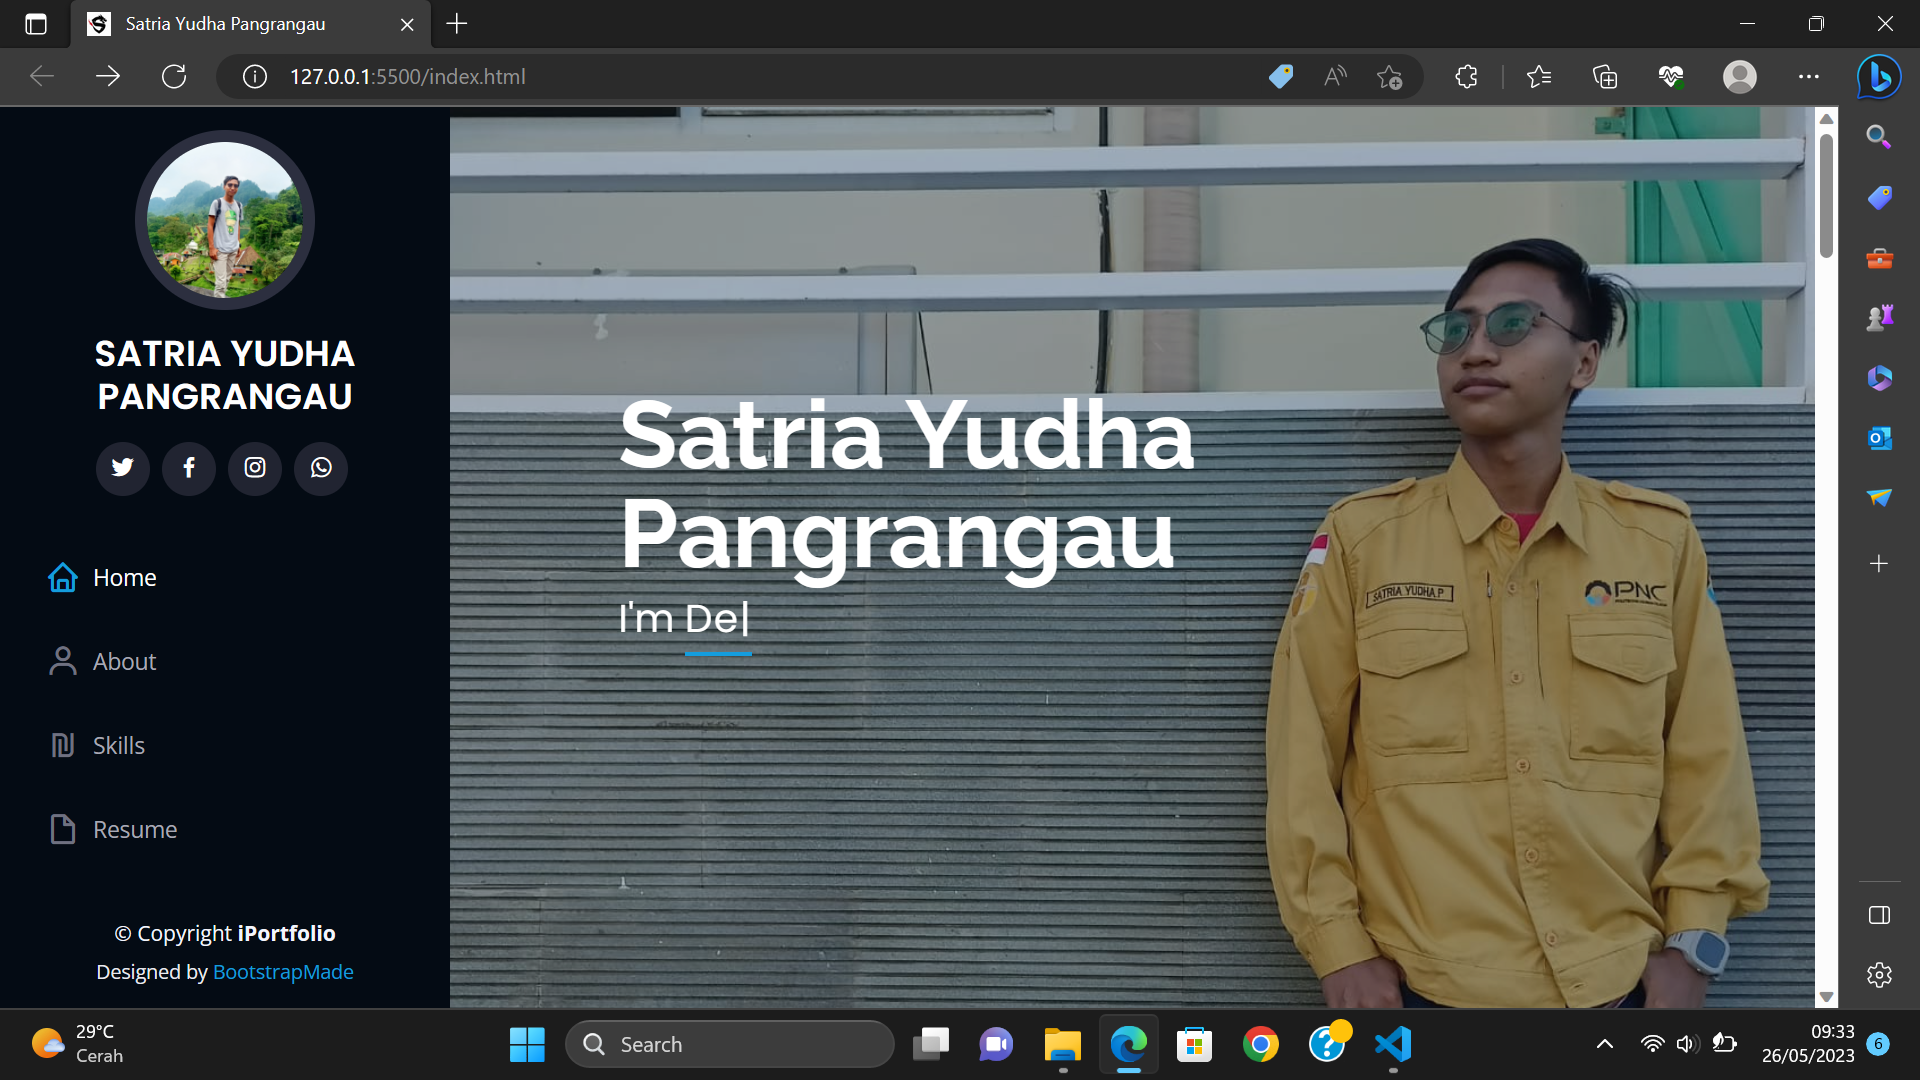 Satria Yudha Pangrangau
127.0.0.1:5500/index.html
SATRIA YUDHA
PANGRANGAU
Home
About
Skills
Resume
© Copyright iPortfolio
Designed by BootstrapMade
Satria Yudha
Pangrangau
I'm De|
SATRIA YUDHA P
PNC
29°C
Cerah
Search
09:33
26/05/2023
6